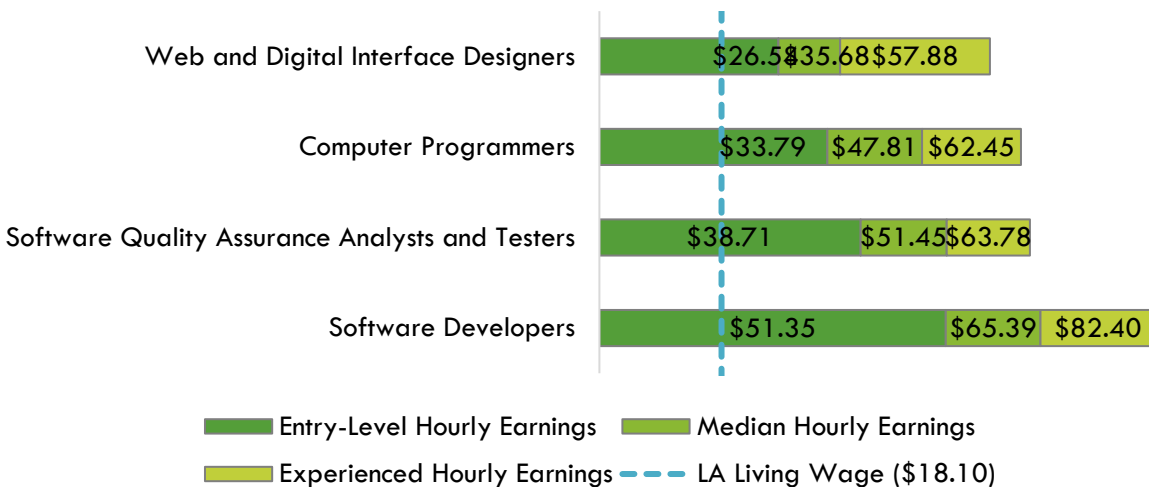 Web and Digital Interface Designers
$35.68 $57.88
Computer Programmers
$33.79 $47.81 $62.45
Software Quality Assurance Analysts and Testers
$38.71 $51.45 $63.78
Software Developers
$51.35 $65.39 $82.40
Entry-Level Hourly Earnings Median Hourly Earnings
Experienced Hourly Earnings LA Living Wage ($18.10)